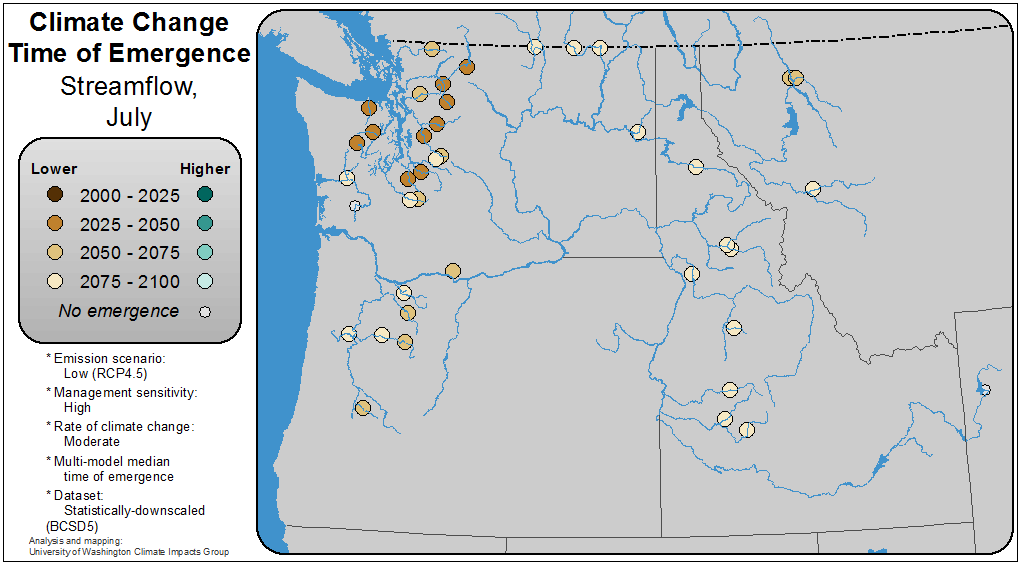 Climate Change
Time of Emergence
Streamflow,
July
Lower Higher
2000 - 2025
2025 - 2050
2050 - 2075
2075 - 2100
No emergence
* Emission scenario:
Low (RCP4.5)
* Management sensitivity:
High
* Rate of climate change:
Moderate
* Multi-model median
time of emergence
* Dataset:
Statistically-downscaled
(BCSD5)
Analysis and mapping:
University of Washington Climate Impacts Group